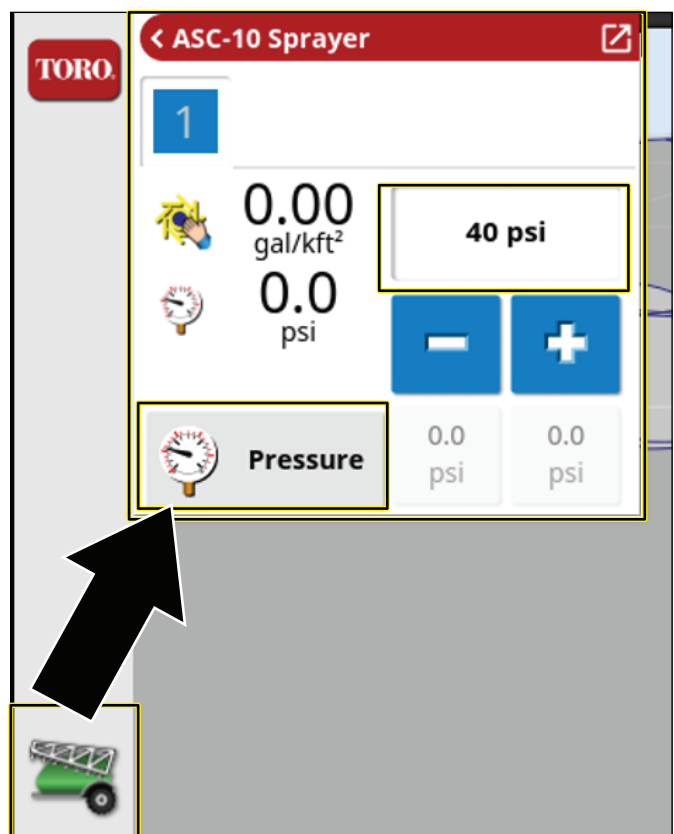 ASC-10 Sprayer
TORO.
1
0.00
gal/kft²
40 psi
0.0
psi
Pressure
0.0
psi
0.0
psi